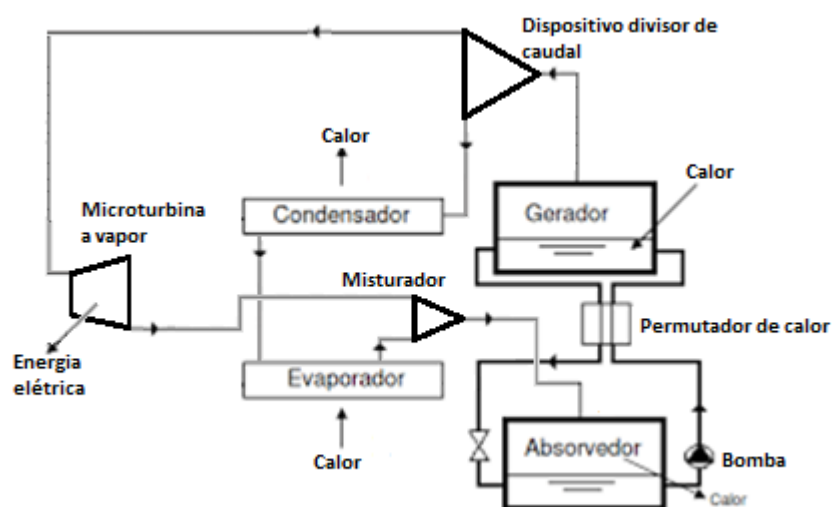 Dispositivo divisor de
caudal
Calor
Calor
Condensador
Gerador
Microturbina
a vapor
Misturador
Permutador de calor
Energia
elétrica
Evaporador
Calor
Absorvedor
Bomba
Calor